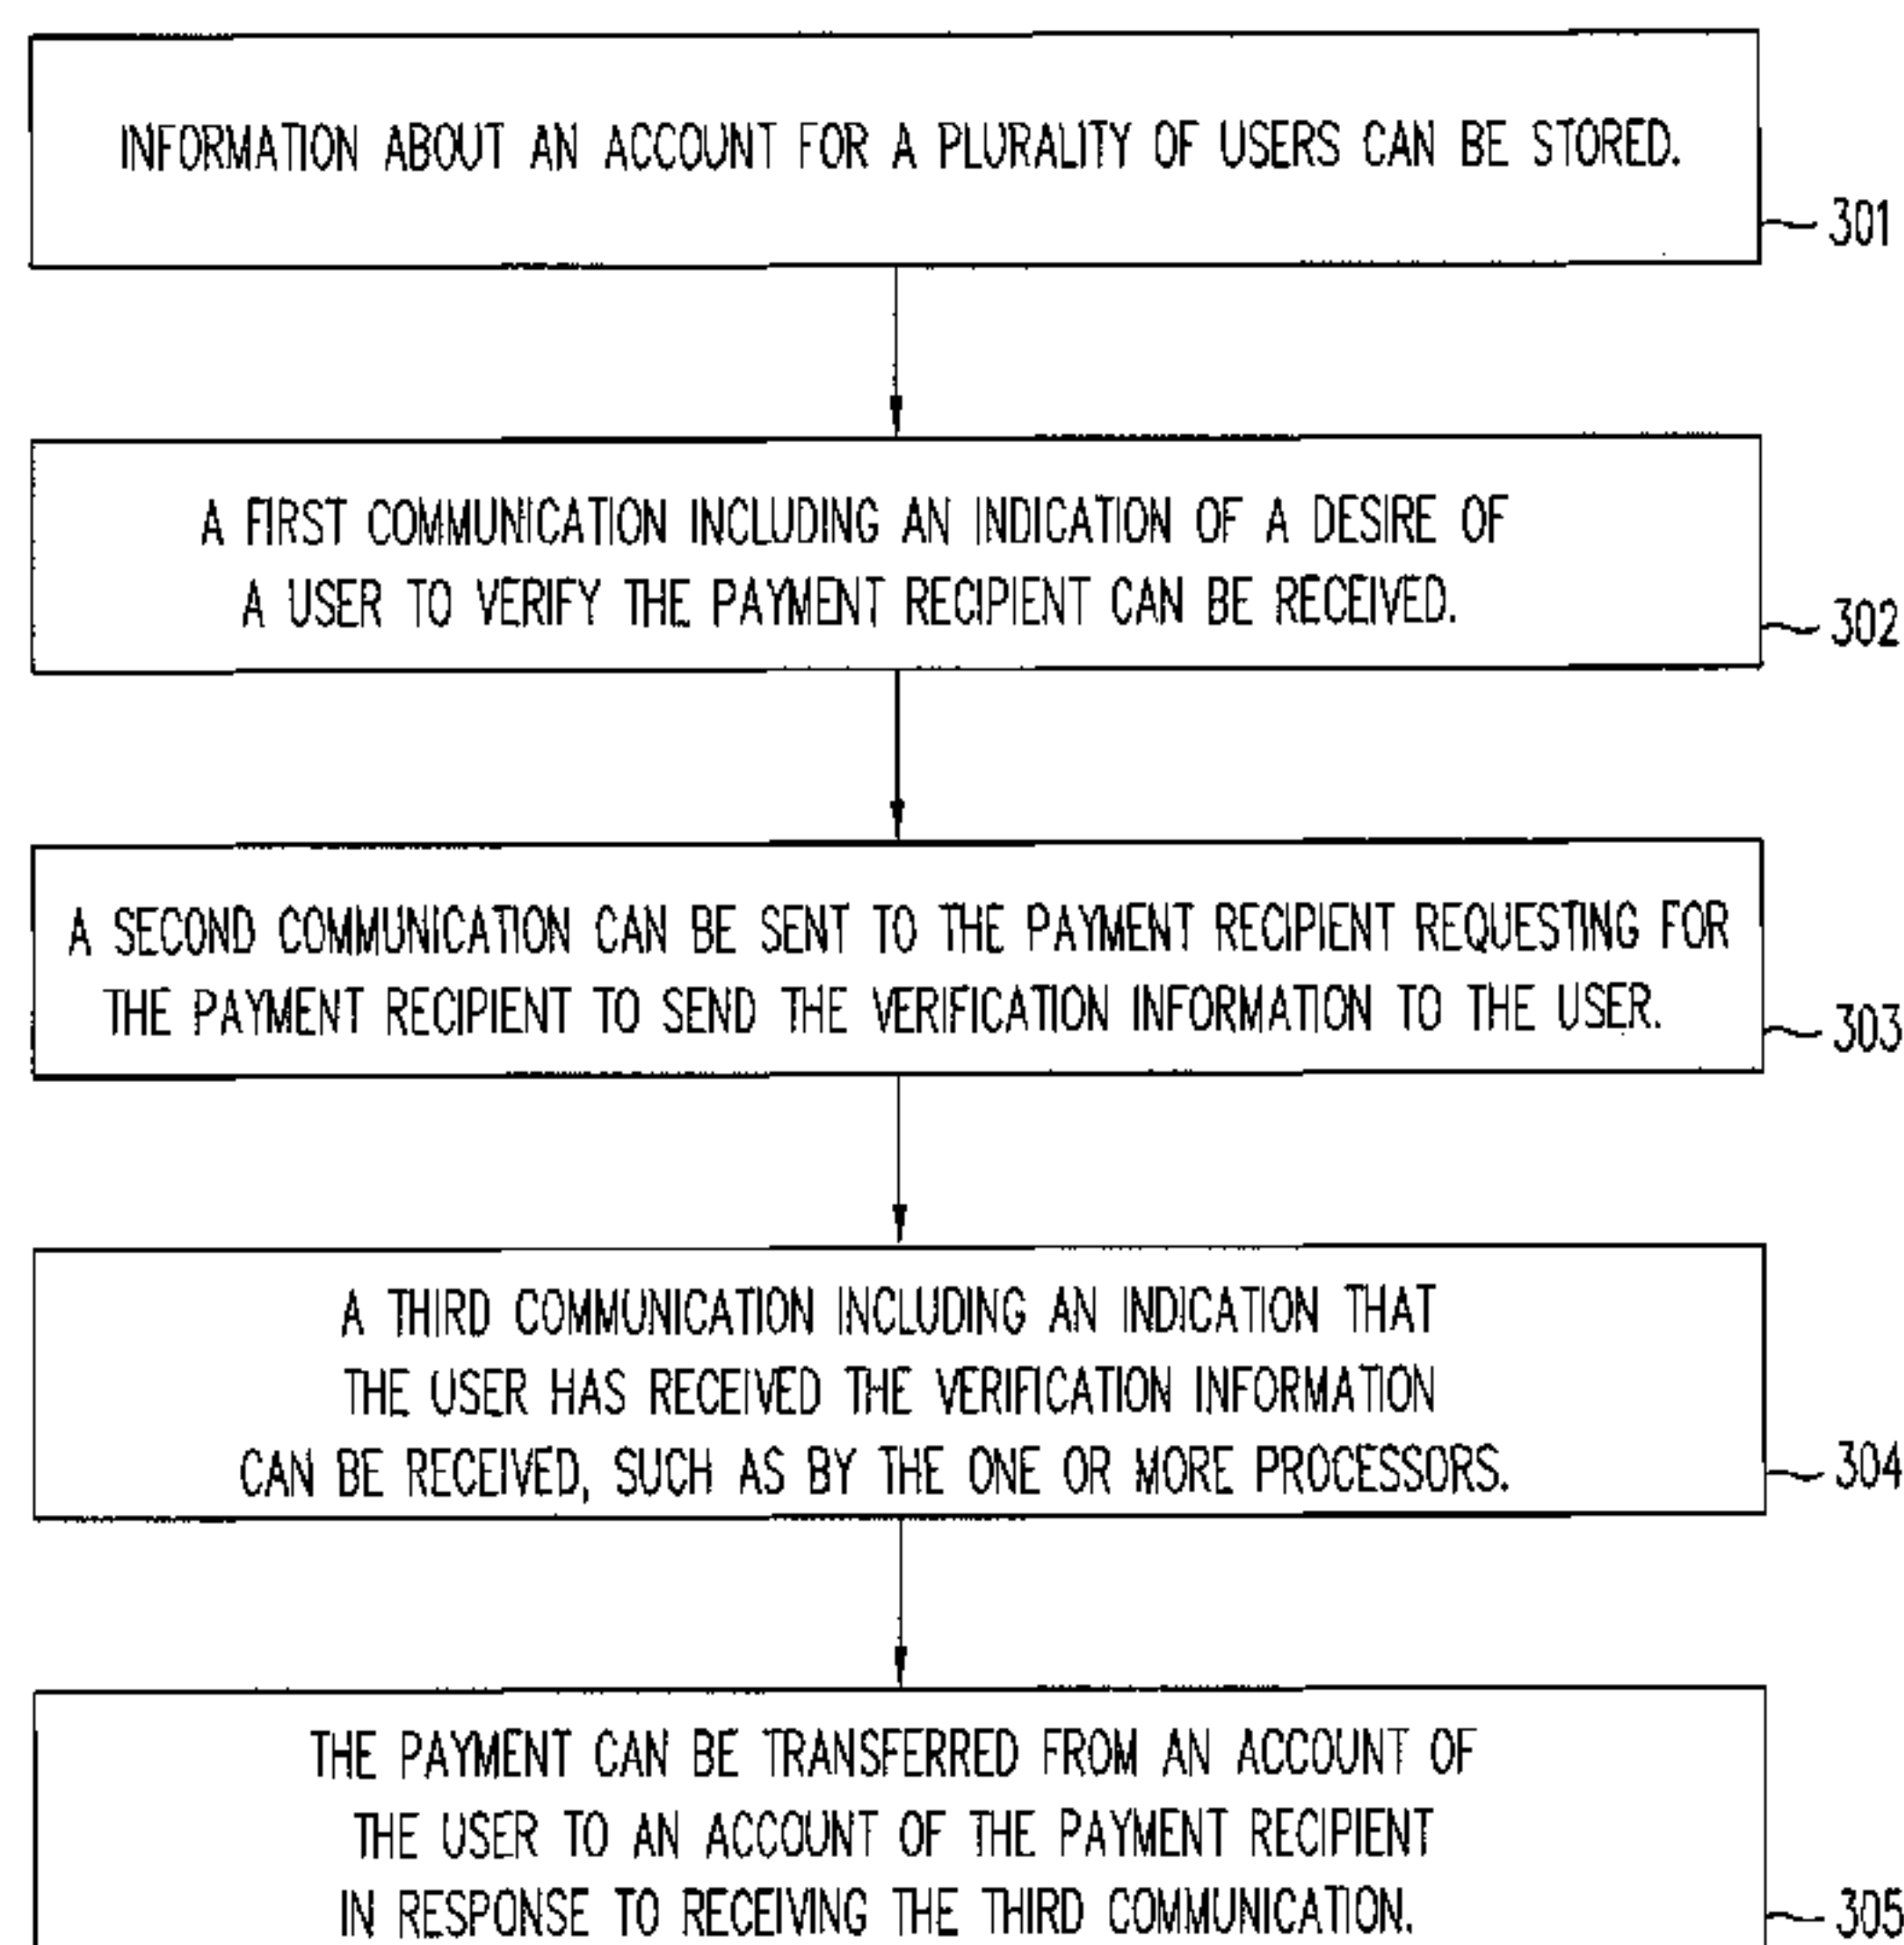 INFORMATION ABOUT AN ACCOUNT FOR A PLURALITY OF USERS CAN BE STORED.
301
A FIRST COMMUNICATION INCLUDING AN INDICATION OF A DESIRE OF
A USER TO VERIFY THE PAYMENT RECIPIENT CAN BE RECEIVED.
302
A SECOND COMMUNICATION CAN BE SENT TO THE PAYMENT RECIPIENT REQUESTING FOR
THE PAYMENT RECIPIENT TO SEND THE VERIFICATION INFORMATION TO THE USER.
303
A THIRD COMMUNICATION INCLUDING AN INDICATION THAT
THE USER HAS RECEIVED THE VERIFICATION INFORMATION
CAN BE RECEIVED, SUCH AS BY THE ONE OR MORE PROCESSORS.
304
THE PAYMENT CAN BE TRANSFERRED FROM AN ACCOUNT OF
THE USER TO AN ACCOUNT OF THE PAYMENT RECIPIENT
IN RESPONSE TO RECEIVING THE THIRD COMMUNICATION.
305